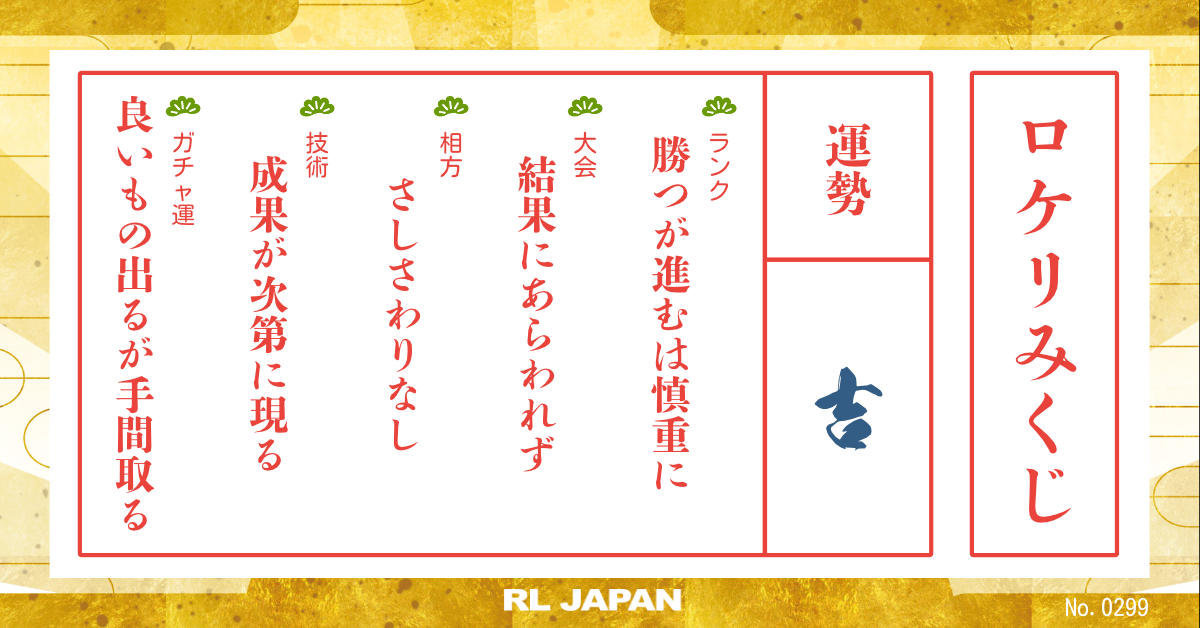 ロケリみくじ
運勢
吉
ランク
勝つが進むは慎重に
大会
結果にあらわれず
相方
さしさわりなし
技術
成果が次第に現る
ガチャ運
良いもの出るが手間取る
RL JAPAN
No. 0299